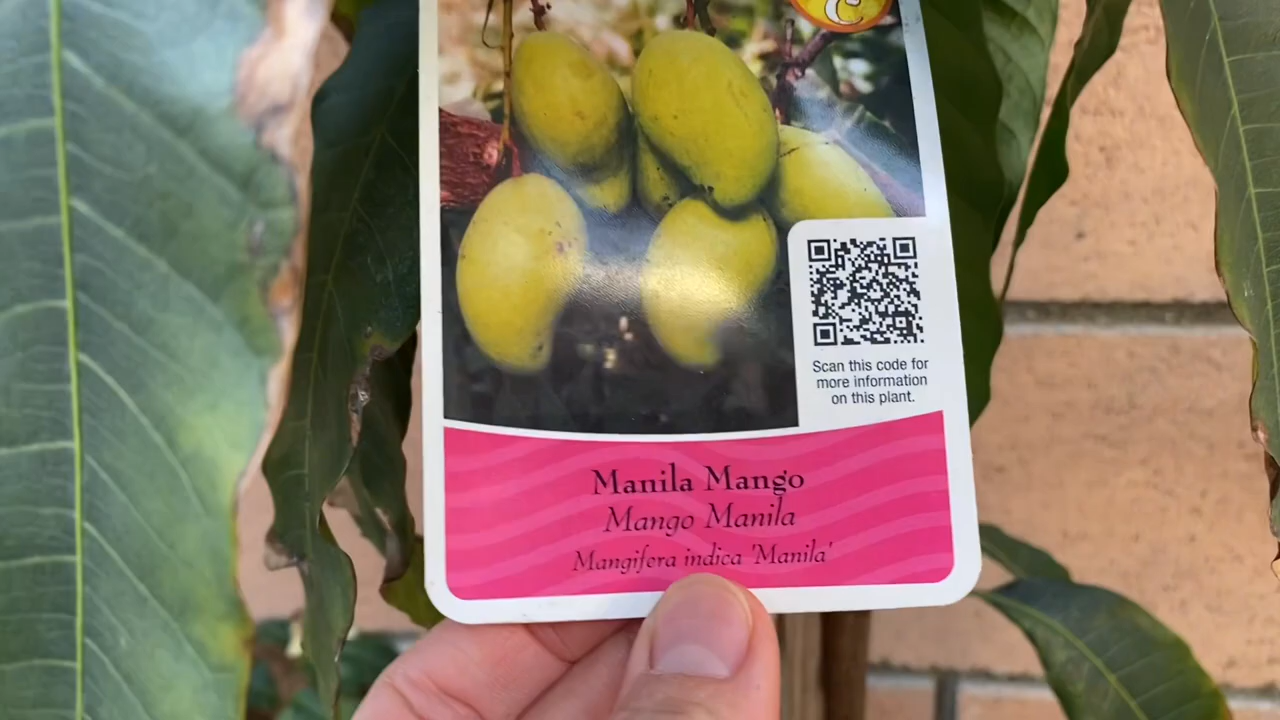 C
Scan this code for
more information
on this plant.
Manila Mango
Mango Manila
Mangifera indica 'Manila'